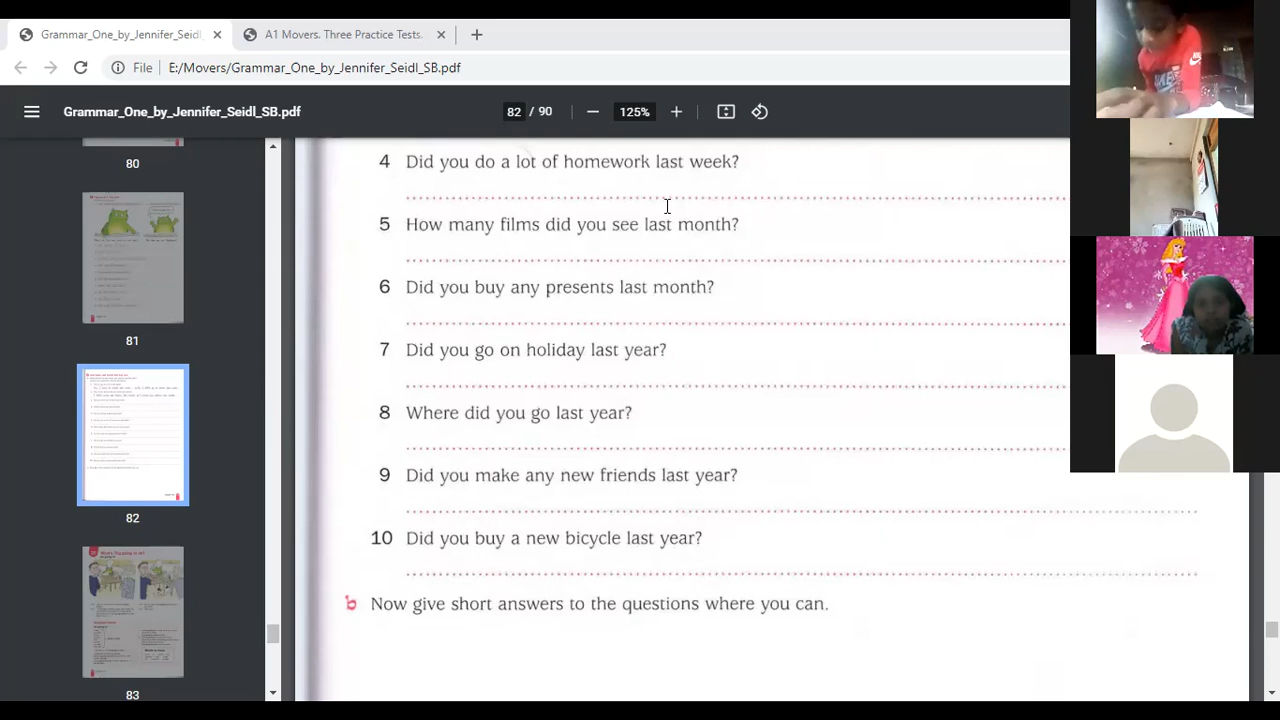 Grammar_One_by_Jennifer_Seidl_
A1 Movers. Three Practice Tests.
File
E:/Movers/Grammar_One_by_Jennifer_Seidl_SB.pdf
Grammar_One_by_Jennifer_Seidl_SB.pdf
82 / 90
125%
80
81
82
83
4 Did you do a lot of homework last week?
5 How many films did you see last month?
6 Did you buy any presents last month?
7 Did you go on holiday last year?
8 Where did you go last year?
9 Did you make any new friends last year?
10 Did you buy a new bicycle last year?
b Now give short answers to the questions where you can.